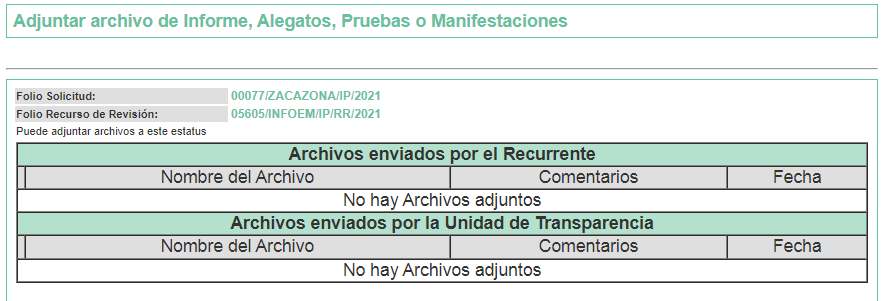 Adjuntar archivo de Informe, Alegatos, Pruebas o Manifestaciones
Folio Solicitud: 00077/ZACAZONA/IP/2021
Folio Recurso de Revisión: 05605/INFOEM/IP/RR/2021
Puede adjuntar archivos a este estatus
Archivos enviados por el Recurrente
Nombre del Archivo Comentarios Fecha
No hay Archivos adjuntos
Archivos enviados por la Unidad de Transparencia
Nombre del Archivo Comentarios Fecha
No hay Archivos adjuntos